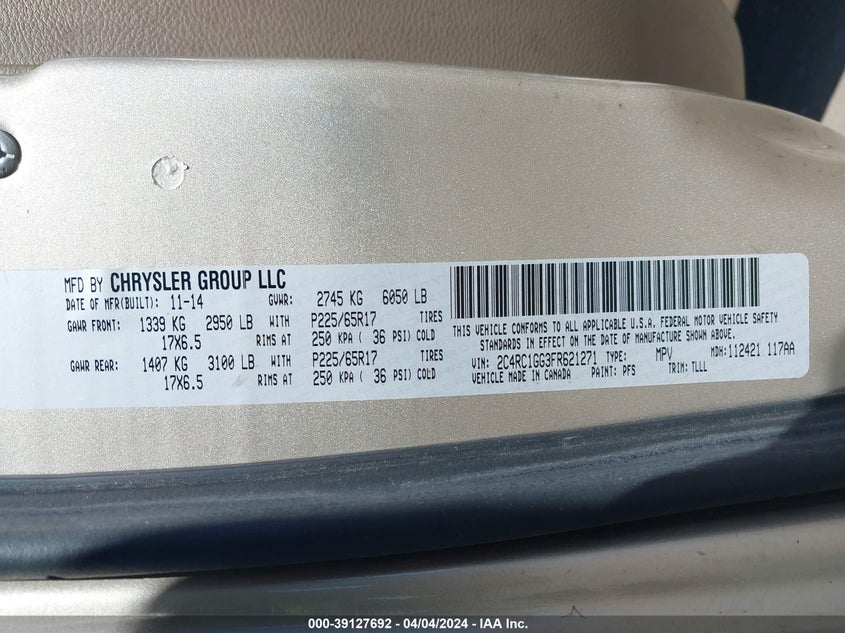 MFD BY CHRYSLER GROUP LLC
DATE OF MFR(BUILT): 11-14 GVWR: 2745 KG 6050 LB
GAWR FRONT: 1339 KG 2950 LB WITH P225/65R17 TIRES
17X6.5 RIMS AT 250 KPA ( 36 PSI) COLD
GAWR REAR: 1407 KG 3100 LB WITH P225/65R17 TIRES
17X6.5 RIMS AT 250 KPA ( 36 PSI) COLD
THIS VEHICLE CONFORMS TO ALL APPLICABLE U.S.A. FEDERAL MOTOR VEHICLE SAFETY
STANDARDS IN EFFECT ON THE DATE OF MANUFACTURE SHOWN ABOVE.
VIN: 2C4RC1GG3FR621271 TYPE: MPV MDH:112421 117AA
VEHICLE MADE IN CANADA PAINT: PFS TRIM: TLLL
000-39127692 - 04/04/2024 - IAA Inc.